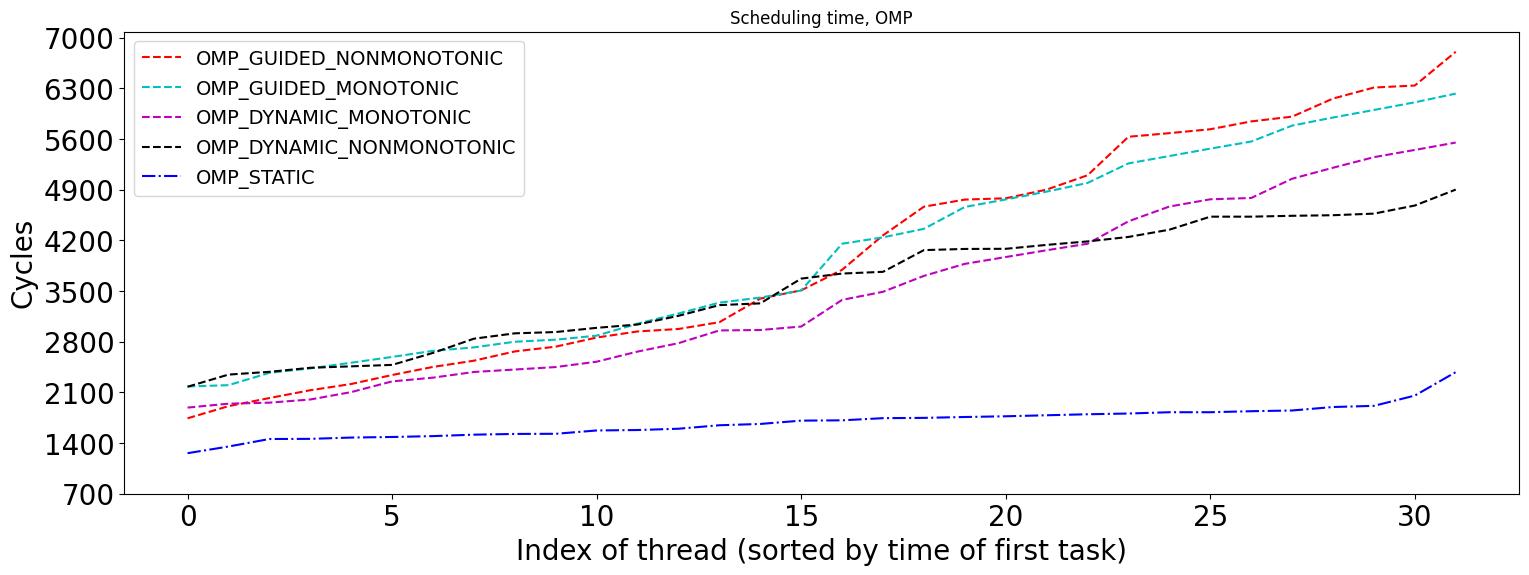 Scheduling time, OMP
7000
6300
5600
4900
4200
3500
2800
2100
1400
700
Cycles
OMP_GUIDED_NONMONOTONIC
OMP_GUIDED_MONOTONIC
OMP_DYNAMIC_MONOTONIC
OMP_DYNAMIC_NONMONOTONIC
OMP_STATIC
0 5 10 15 20 25 30
Index of thread (sorted by time of first task)